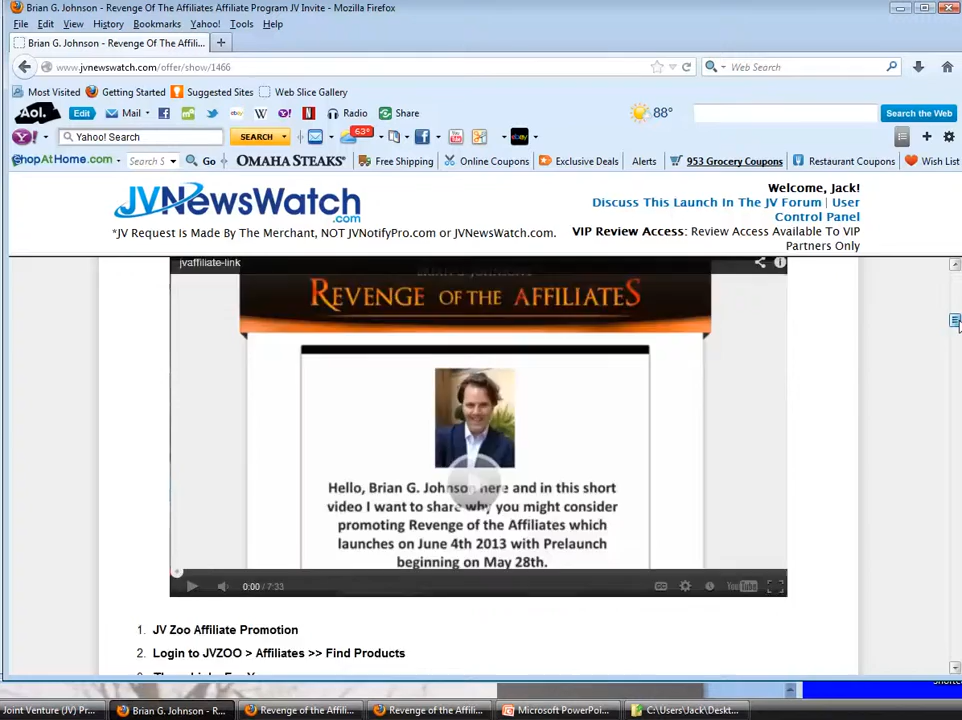 Brian G. Johnson - Revenge Of The Affiliates Affiliate Program JV Invite - Mozilla Firefox
File Edit View History Bookmarks Yahoo! Tools Help
Brian G. Johnson - Revenge Of The Affili... +
www.jvnewswatch.com/offer/show/1466 Web Search
Most Visited Getting Started Suggested Sites Web Slice Gallery
Aol. Edit Mail Radio Share 88° Search the Web
Y! Yahoo! Search SEARCH 63° ebay
ShopAtHome.com Search S Go OMAHA STEAKS Free Shipping Online Coupons Exclusive Deals Alerts 953 Grocery Coupons Restaurant Coupons Wish List
JVNewsWatch.com
*JV Request Is Made By The Merchant, NOT JVNotifyPro.com or JVNewsWatch.com.
Welcome, Jack!
Discuss This Launch In The JV Forum | User
Control Panel
VIP Review Access: Review Access Available To VIP
Partners Only
jvaffiliate-link
REVENGE OF THE AFFILIATES
Hello, Brian G. Johnson here and in this short
video I want to share why you might consider
promoting Revenge of the Affiliates which
launches on June 4th 2013 with Prelaunch
beginning on May 28th.
0:00 / 7:33 CC YouTube
1. JV Zoo Affiliate Promotion
2. Login to JVZOO > Affiliates >> Find Products
Joint Venture (JV) Pr... Brian G. Johnson - R... Revenge of the Affili... Revenge of the Affili... Microsoft PowerPoi... C:\Users\Jack\Deskt...